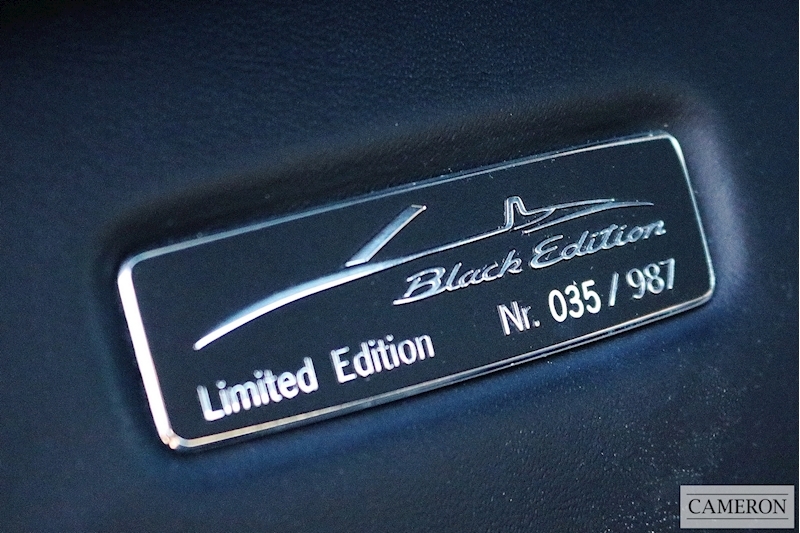 Black Edition
Limited Edition Nr. 035 / 987
CAMERON